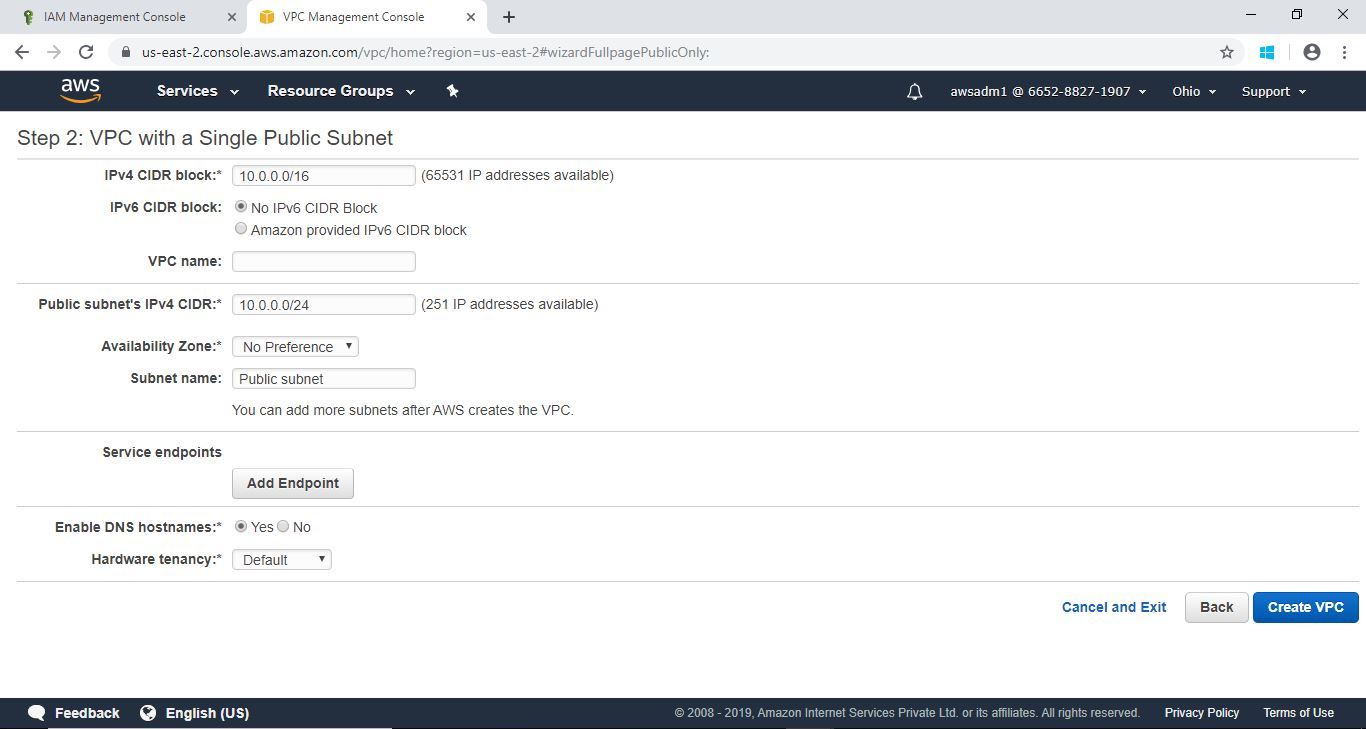 IAM Management Console VPC Management Console
us-east-2.console.aws.amazon.com/vpc/home?region=us-east-2#wizardFullpagePublicOnly:
aws Services Resource Groups awsadm1 @ 6652-8827-1907 Ohio Support
Step 2: VPC with a Single Public Subnet
IPv4 CIDR block:* 10.0.0.0/16 (65531 IP addresses available)
IPv6 CIDR block: No IPv6 CIDR Block
Amazon provided IPv6 CIDR block
VPC name:
Public subnet's IPv4 CIDR:* 10.0.0.0/24 (251 IP addresses available)
Availability Zone:* No Preference
Subnet name: Public subnet
You can add more subnets after AWS creates the VPC.
Service endpoints
Add Endpoint
Enable DNS hostnames:* Yes No
Hardware tenancy:* Default
Cancel and Exit Back Create VPC
Feedback English (US) © 2008 - 2019, Amazon Internet Services Private Ltd. or its affiliates. All rights reserved. Privacy Policy Terms of Use